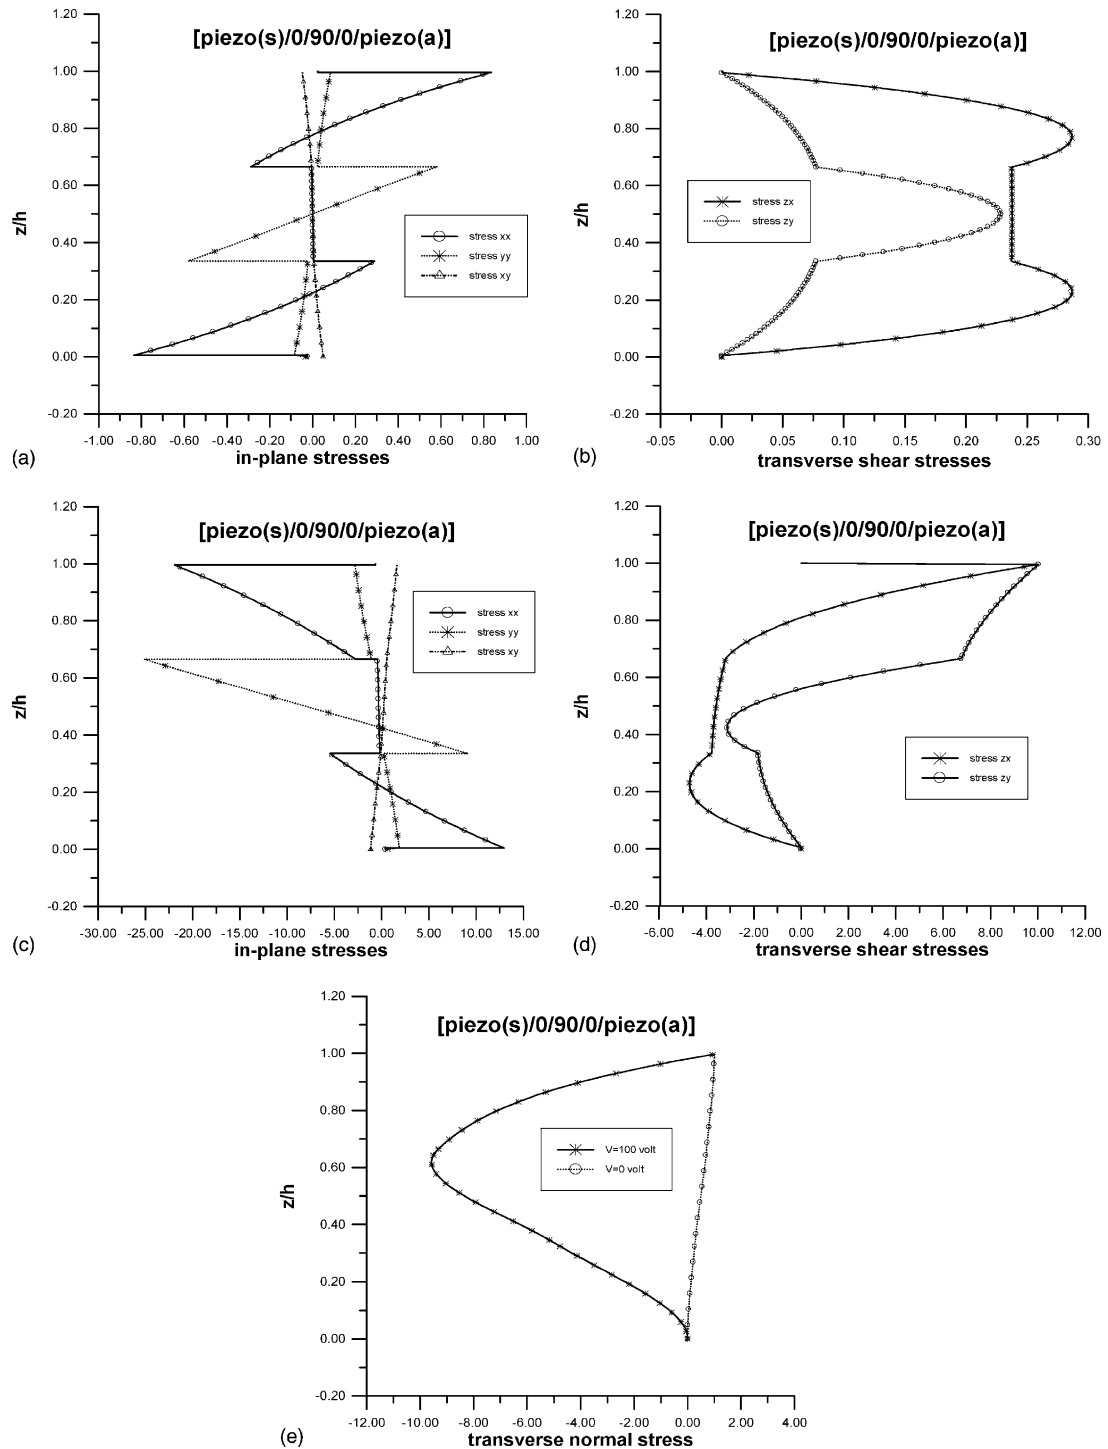 [piezo(s)/0/90/0/piezo(a)]
1.20
1.00
0.80
0.60
0.40
0.20
0.00
-0.20
z/h
stress xx
stress yy
stress xy
-1.00 -0.80 -0.60 -0.40 -0.20 0.00 0.20 0.40 0.60 0.80 1.00
in-plane stresses
(a)
[piezo(s)/0/90/0/piezo(a)]
1.20
1.00
0.80
0.60
0.40
0.20
0.00
-0.20
z/h
stress zx
stress zy
-0.05 0.00 0.05 0.10 0.15 0.20 0.25 0.30
transverse shear stresses
(b)
[piezo(s)/0/90/0/piezo(a)]
1.20
1.00
0.80
0.60
0.40
0.20
0.00
-0.20
z/h
stress xx
stress yy
stress xy
-30.00 -25.00 -20.00 -15.00 -10.00 -5.00 0.00 5.00 10.00 15.00
in-plane stresses
(c)
[piezo(s)/0/90/0/piezo(a)]
1.20
1.00
0.80
0.60
0.40
0.20
0.00
-0.20
z/h
stress zx
stress zy
-6.00 -4.00 -2.00 0.00 2.00 4.00 6.00 8.00 10.00 12.00
transverse shear stresses
(d)
[piezo(s)/0/90/0/piezo(a)]
1.20
1.00
0.80
0.60
0.40
0.20
0.00
-0.20
z/h
V=100 volt
V=0 volt
-12.00 -10.00 -8.00 -6.00 -4.00 -2.00 0.00 2.00 4.00
transverse normal stress
(e)